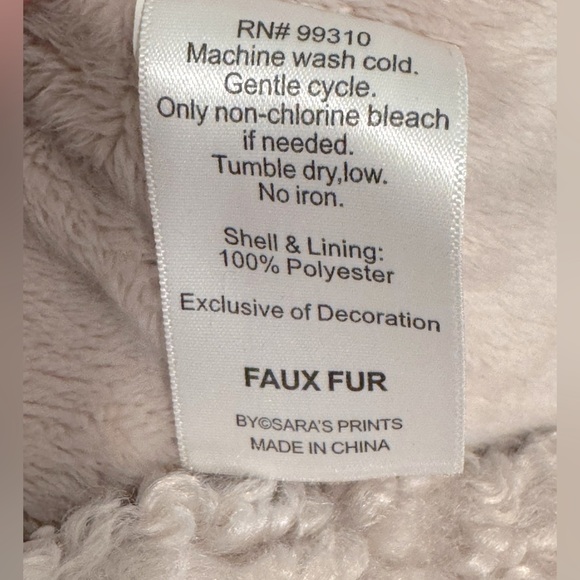 RN# 99310
Machine wash cold.
Gentle cycle.
Only non-chlorine bleach
if needed.
Tumble dry,low.
No iron.
Shell & Lining:
100% Polyester
Exclusive of Decoration
FAUX FUR
BY©SARA'S PRINTS
MADE IN CHINA